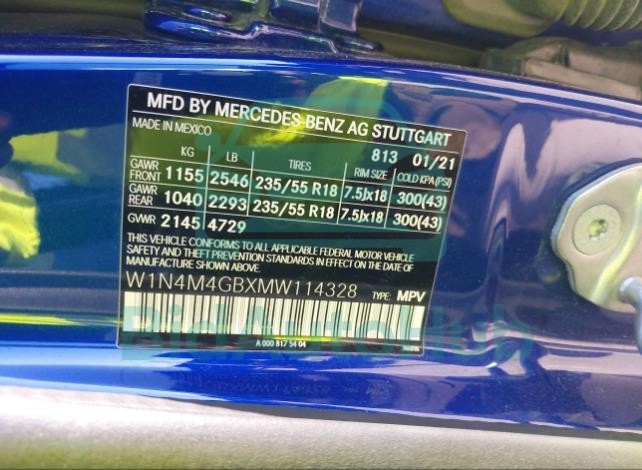 MFD BY MERCEDES-BENZ AG STUTTGART
MADE IN MEXICO 813 01/21
KG LB TIRES RIM SIZE COLD KPA (PSI)
GAWR FRONT 1155 2546 235/55 R18 7.5Jx18 300(43)
GAWR REAR 1040 2293 235/55 R18 7.5Jx18 300(43)
GVWR 2145 4729
THIS VEHICLE CONFORMS TO ALL APPLICABLE FEDERAL MOTOR VEHICLE
SAFETY AND THEFT PREVENTION STANDARDS IN EFFECT ON THE DATE OF
MANUFACTURE SHOWN ABOVE.
W1N4M4GBXMW114328 TYPE: MPV
A 000 817 54 04
BidAutoHub